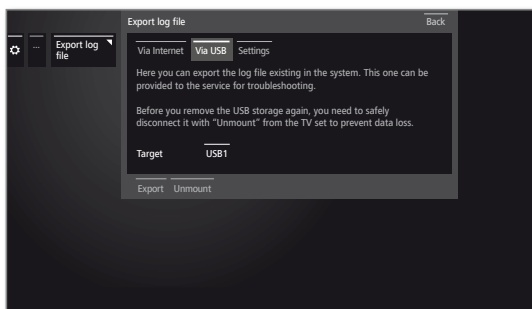 Export log file
Back
...
Export log
file
Via Internet Via USB Settings
Here you can export the log file existing in the system. This one can be
provided to the service for troubleshooting.
Before you remove the USB storage again, you need to safely
disconnect it with “Unmount” from the TV set to prevent data loss.
Target USB1
Export Unmount